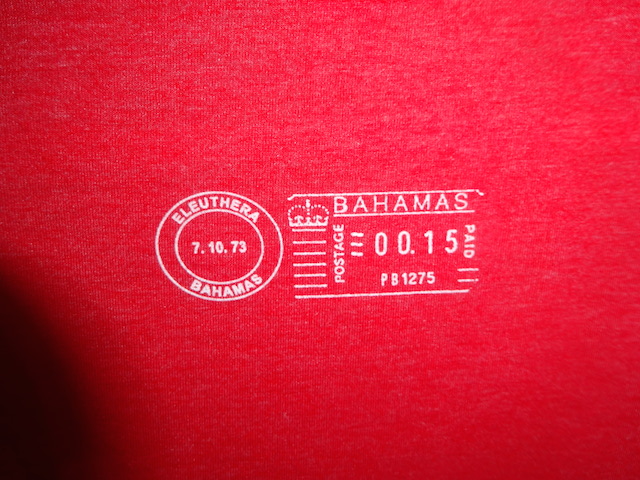 ELEUTHERA
7.10.73
BAHAMAS
BAHAMAS
POSTAGE
00.15
PAID
PB1275